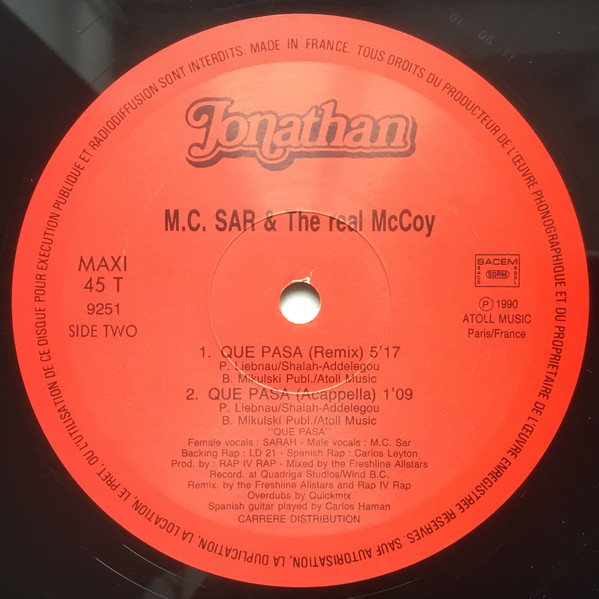 MADE IN FRANCE. TOUS DROITS DU PRODUCTEUR DE L'ŒUVRE PHONOGRAPHIQUE ET DU PROPRIETAIRE DE L'ŒUVRE ENREGISTREE RESERVES. SAUF AUTORISATION, LA DUPLICATION, LA LOCATION, LE PRET, OU L'UTILISATION DE CE DISQUE POUR EXECUTION PUBLIQUE ET RADIODIFFUSION SONT INTERDITES.
Jonathan
M.C. SAR & The real McCoy
MAXI
45 T
9251
SIDE TWO
SACEM
SACD SDRM SGDL
Ⓟ 1990
ATOLL MUSIC
Paris/France
1. QUE PASA (Remix) 5'17
P. Liebnau/Shalah-Addelegou
B. Mikulski Publ./Atoll Music
2. QUE PASA (Acappella) 1'09
P. Llebnau/Shalah-Addelegou
B. Mikulski Publ./Atoll Music
"QUE PASA"
Female vocals : SARAH - Male vocals : M.C. Sar
Backing Rap : LD 21 - Spanish Rap : Carlos Leyton
Prod. by : RAP IV RAP - Mixed by the Freshline Allstars
Record. at Quadriga Studios/Wind B.C.
Remix. by the Freshline Allstars and Rap IV Rap
Overdubs by Quickmix
Spanish guitar played by Carlos Haman
CARRERE DISTRIBUTION